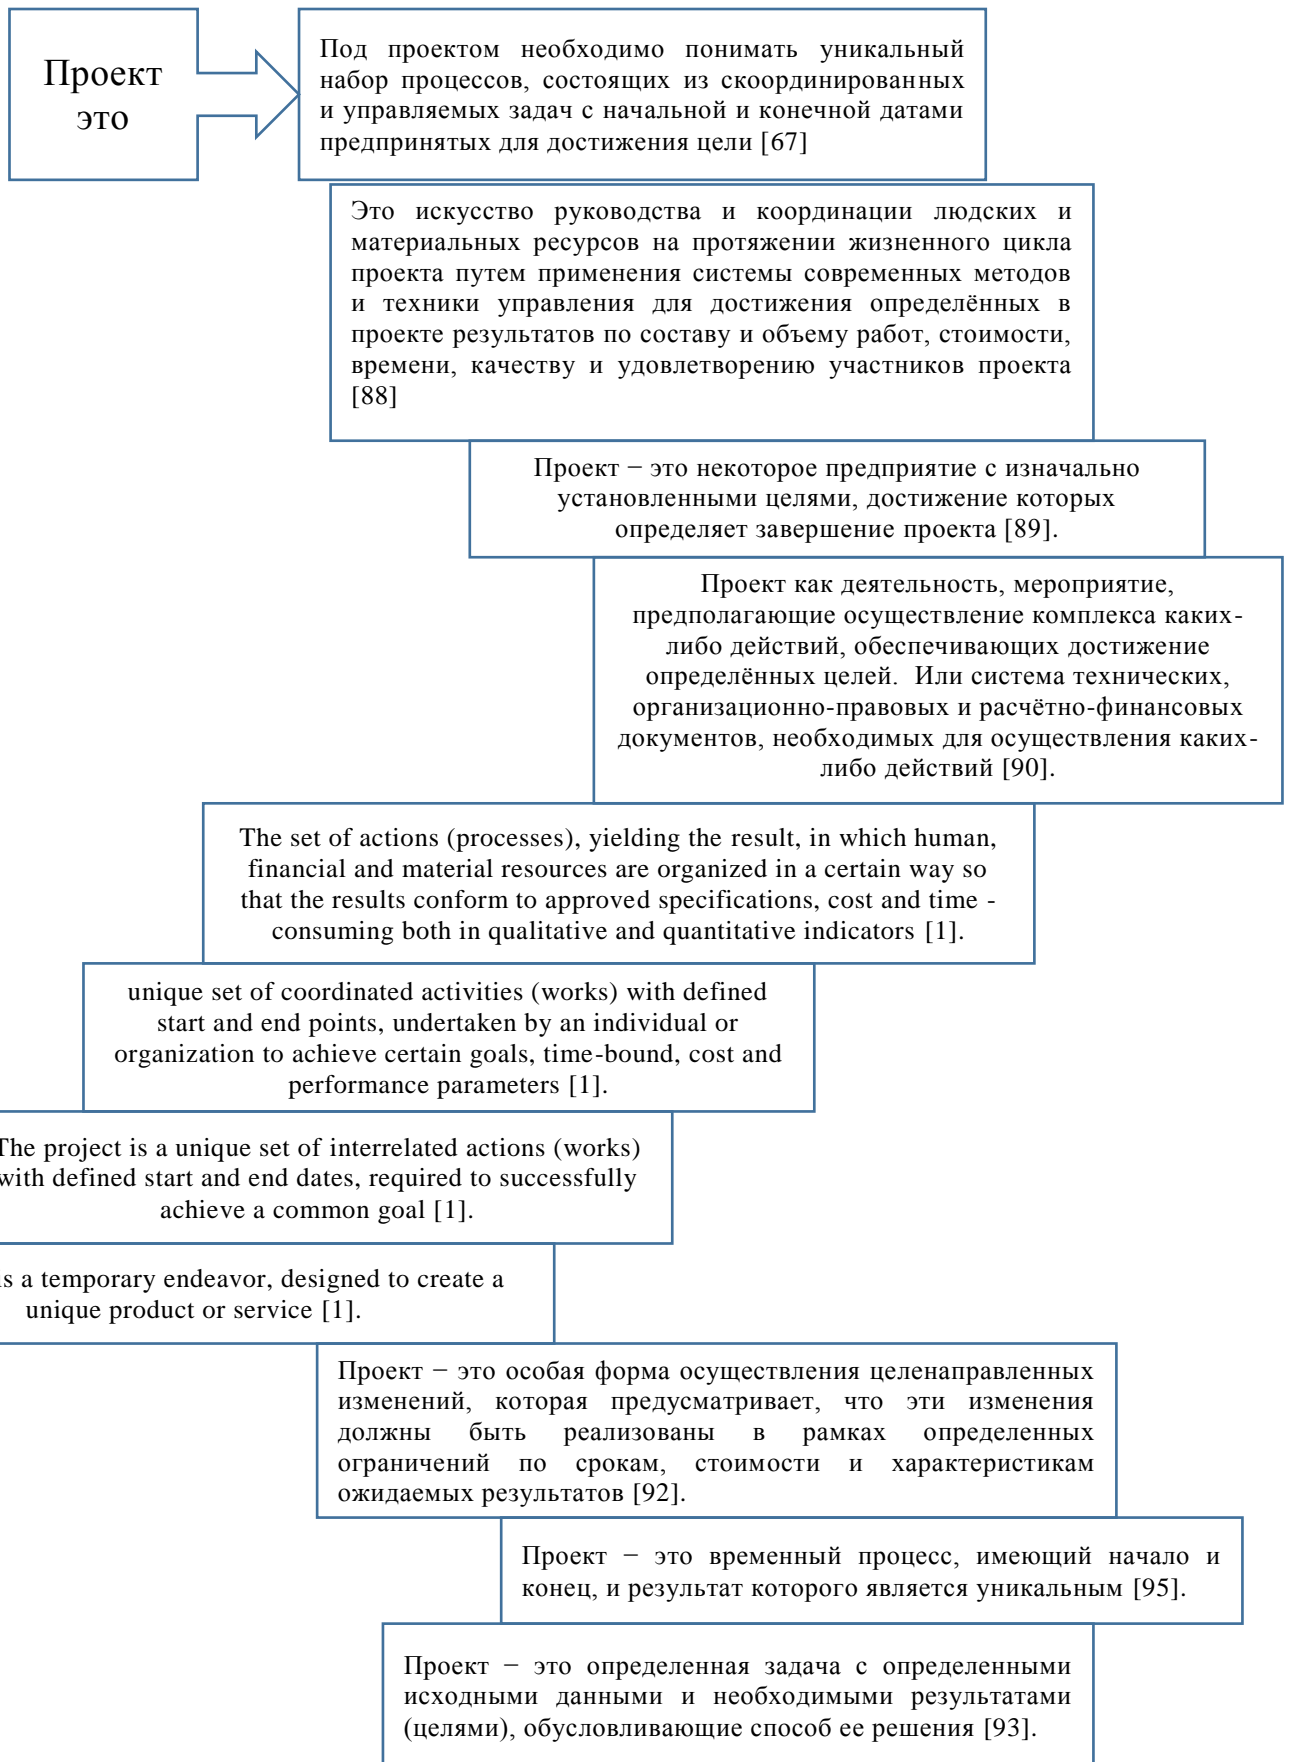 Проект
это
Под проектом необходимо понимать уникальный
набор процессов, состоящих из скоординированных
и управляемых задач с начальной и конечной датами
предпринятых для достижения цели [67]
Это искусство руководства и координации людских и
материальных ресурсов на протяжении жизненного цикла
проекта путем применения системы современных методов
и техники управления для достижения определённых в
проекте результатов по составу и объему работ, стоимости,
времени, качеству и удовлетворению участников проекта
[88]
Проект − это некоторое предприятие с изначально
установленными целями, достижение которых
определяет завершение проекта [89].
Проект как деятельность, мероприятие,
предполагающие осуществление комплекса каких-
либо действий, обеспечивающих достижение
определённых целей. Или система технических,
организационно-правовых и расчётно-финансовых
документов, необходимых для осуществления каких-
либо действий [90].
The set of actions (processes), yielding the result, in which human,
financial and material resources are organized in a certain way so
that the results conform to approved specifications, cost and time -
consuming both in qualitative and quantitative indicators [1].
unique set of coordinated activities (works) with defined
start and end points, undertaken by an individual or
organization to achieve certain goals, time-bound, cost and
performance parameters [1].
The project is a unique set of interrelated actions (works)
with defined start and end dates, required to successfully
achieve a common goal [1].
is a temporary endeavor, designed to create a
unique product or service [1].
Проект − это особая форма осуществления целенаправленных
изменений, которая предусматривает, что эти изменения
должны быть реализованы в рамках определенных
ограничений по срокам, стоимости и характеристикам
ожидаемых результатов [92].
Проект − это временный процесс, имеющий начало и
конец, и результат которого является уникальным [95].
Проект − это определенная задача с определенными
исходными данными и необходимыми результатами
(целями), обусловливающие способ ее решения [93].